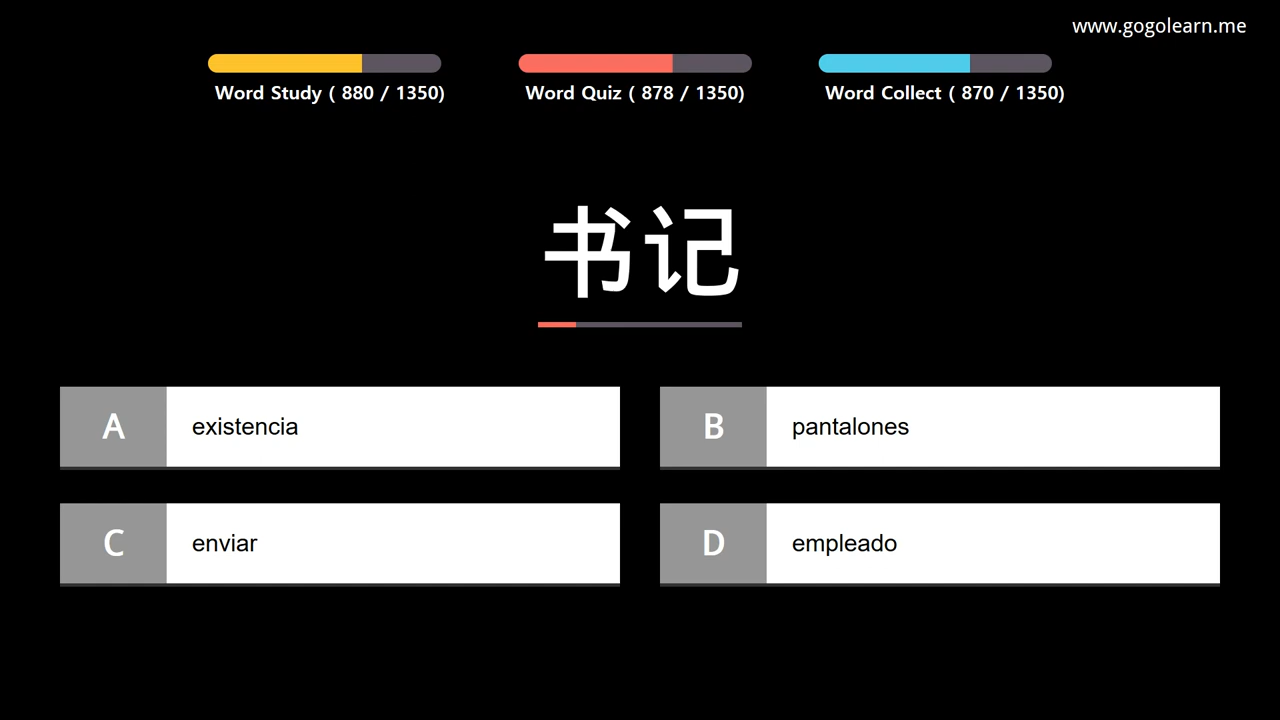 www.gogolearn.me
Word Study ( 880 / 1350)
Word Quiz ( 878 / 1350)
Word Collect ( 870 / 1350)
书记
A existencia
B pantalones
C enviar
D empleado